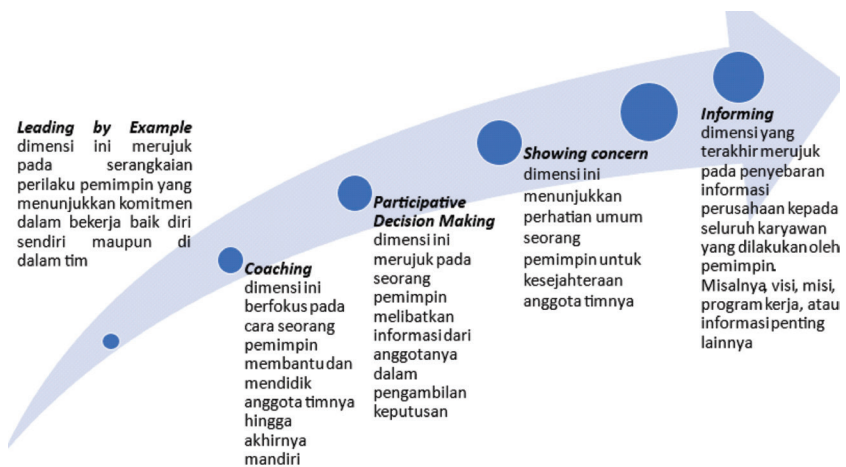 Leading by Example
dimensi ini merujuk
pada serangkaian
perilaku pemimpin yang
menunjukkan komitmen
dalam bekerja baik diri
sendiri maupun di
dalam tim
Coaching
dimensi ini
berfokus pada
cara seorang
pemimpin
membantu dan
mendidik
anggota timnya
hingga
akhirnya
mandiri
Participative
Decision Making
dimensi ini
merujuk pada
seorang
pemimpin
melibatkan
informasi dari
anggotanya
dalam
pengambilan
keputusan
Showing concern
dimensi ini
menunjukkan
perhatian umum
seorang
pemimpin untuk
kesejahteraan
anggota timnya
Informing
dimensi yang
terakhir merujuk
pada penyebaran
informasi
perusahaan kepada
seluruh karyawan
yang dilakukan oleh
pemimpin.
Misalnya, visi, misi,
program kerja, atau
informasi penting
lainnya